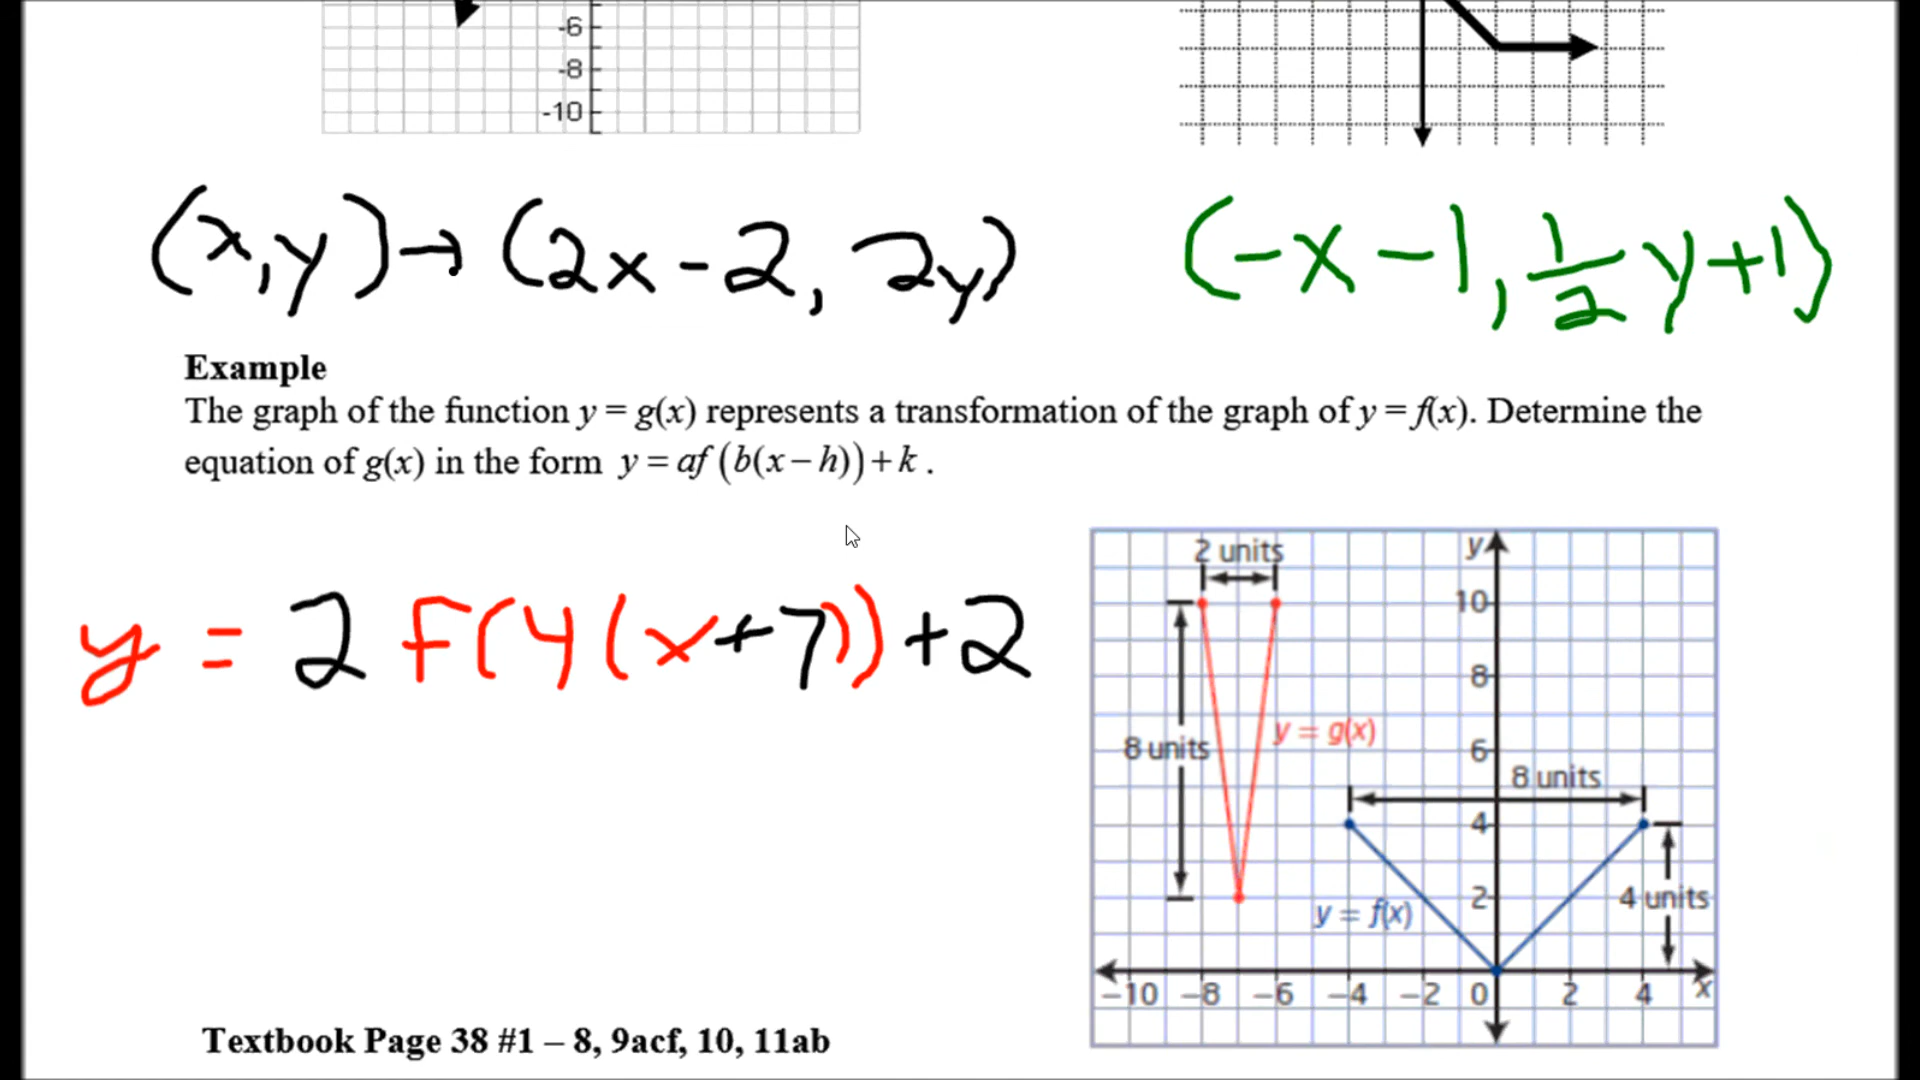 -6
-8
-10
(x,y)→(2x-2, 2y)
(-x-1, 1/2 y+1)
Example
The graph of the function y = g(x) represents a transformation of the graph of y = f(x). Determine the
equation of g(x) in the form y = af (b(x − h)) + k .
y = 2 F(4(x+7))+2
2 units
y
10
8
8 units
y = g(x)
6
8 units
4
2
4 units
y = f(x)
−10 −8 −6 −4 −2 0 2 4 x
Textbook Page 38 #1 – 8, 9acf, 10, 11ab